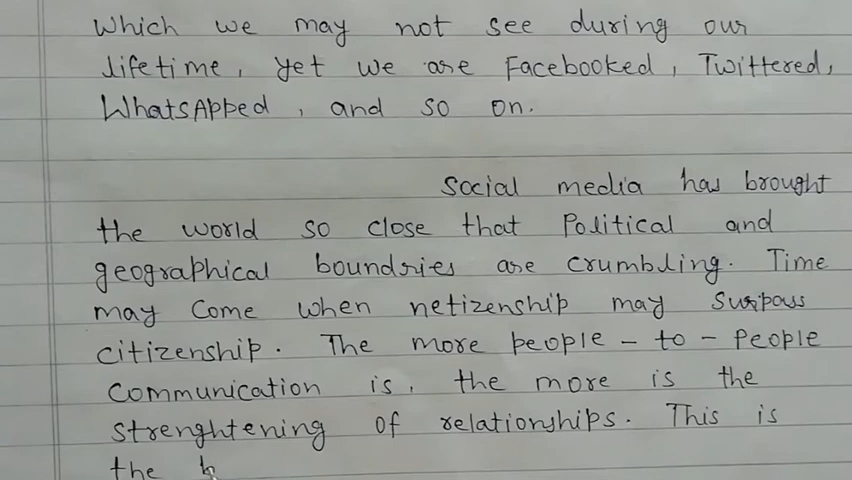 which we may not see during our
lifetime, yet we are Facebooked, Twittered,
WhatsApped, and so on.
Social media has brought
the world so close that Political and
geographical boundries are crumbling. Time
may come when netizenship may surpass
citizenship. The more people - to - people
communication is, the more is the
strenghtening of relationships. This is
the